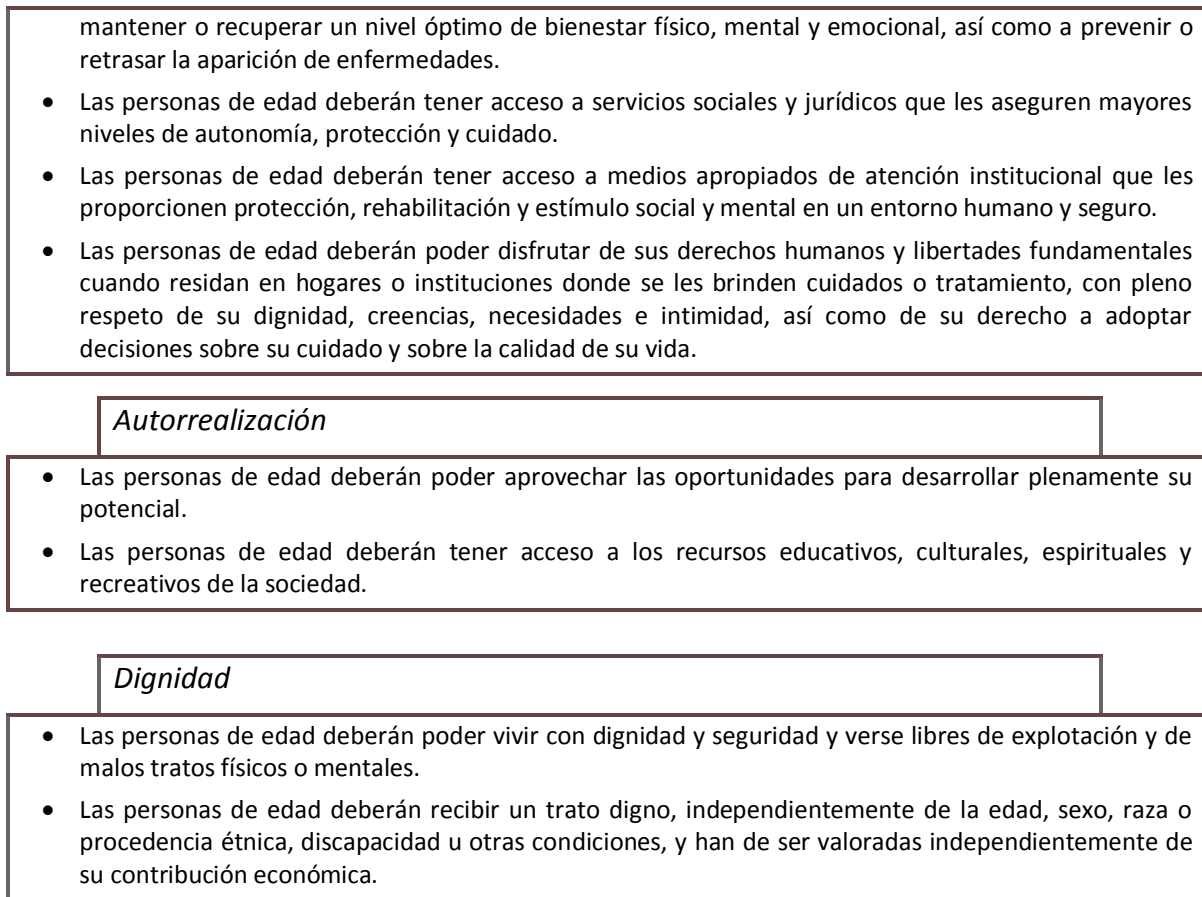 mantener o recuperar un nivel óptimo de bienestar físico, mental y emocional, así como a prevenir o
retrasar la aparición de enfermedades.
• Las personas de edad deberán tener acceso a servicios sociales y jurídicos que les aseguren mayores
niveles de autonomía, protección y cuidado.
• Las personas de edad deberán tener acceso a medios apropiados de atención institucional que les
proporcionen protección, rehabilitación y estímulo social y mental en un entorno humano y seguro.
• Las personas de edad deberán poder disfrutar de sus derechos humanos y libertades fundamentales
cuando residan en hogares o instituciones donde se les brinden cuidados o tratamiento, con pleno
respeto de su dignidad, creencias, necesidades e intimidad, así como de su derecho a adoptar
decisiones sobre su cuidado y sobre la calidad de su vida.
Autorrealización
• Las personas de edad deberán poder aprovechar las oportunidades para desarrollar plenamente su
potencial.
• Las personas de edad deberán tener acceso a los recursos educativos, culturales, espirituales y
recreativos de la sociedad.
Dignidad
• Las personas de edad deberán poder vivir con dignidad y seguridad y verse libres de explotación y de
malos tratos físicos o mentales.
• Las personas de edad deberán recibir un trato digno, independientemente de la edad, sexo, raza o
procedencia étnica, discapacidad u otras condiciones, y han de ser valoradas independientemente de
su contribución económica.